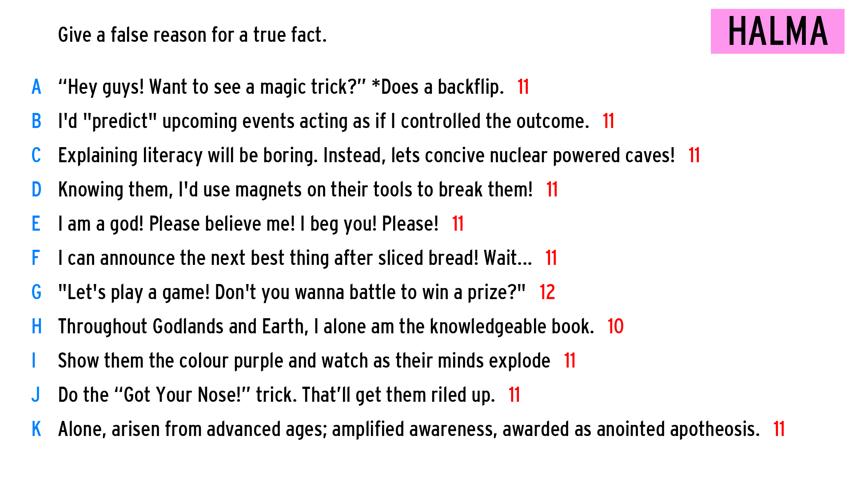 Give a false reason for a true fact.
HALMA
A “Hey guys! Want to see a magic trick?” *Does a backflip. 11
B I'd "predict" upcoming events acting as if I controlled the outcome. 11
C Explaining literacy will be boring. Instead, lets concive nuclear powered caves! 11
D Knowing them, I'd use magnets on their tools to break them! 11
E I am a god! Please believe me! I beg you! Please! 11
F I can announce the next best thing after sliced bread! Wait... 11
G "Let's play a game! Don't you wanna battle to win a prize?" 12
H Throughout Godlands and Earth, I alone am the knowledgeable book. 10
I Show them the colour purple and watch as their minds explode 11
J Do the “Got Your Nose!” trick. That’ll get them riled up. 11
K Alone, arisen from advanced ages; amplified awareness, awarded as anointed apotheosis. 11